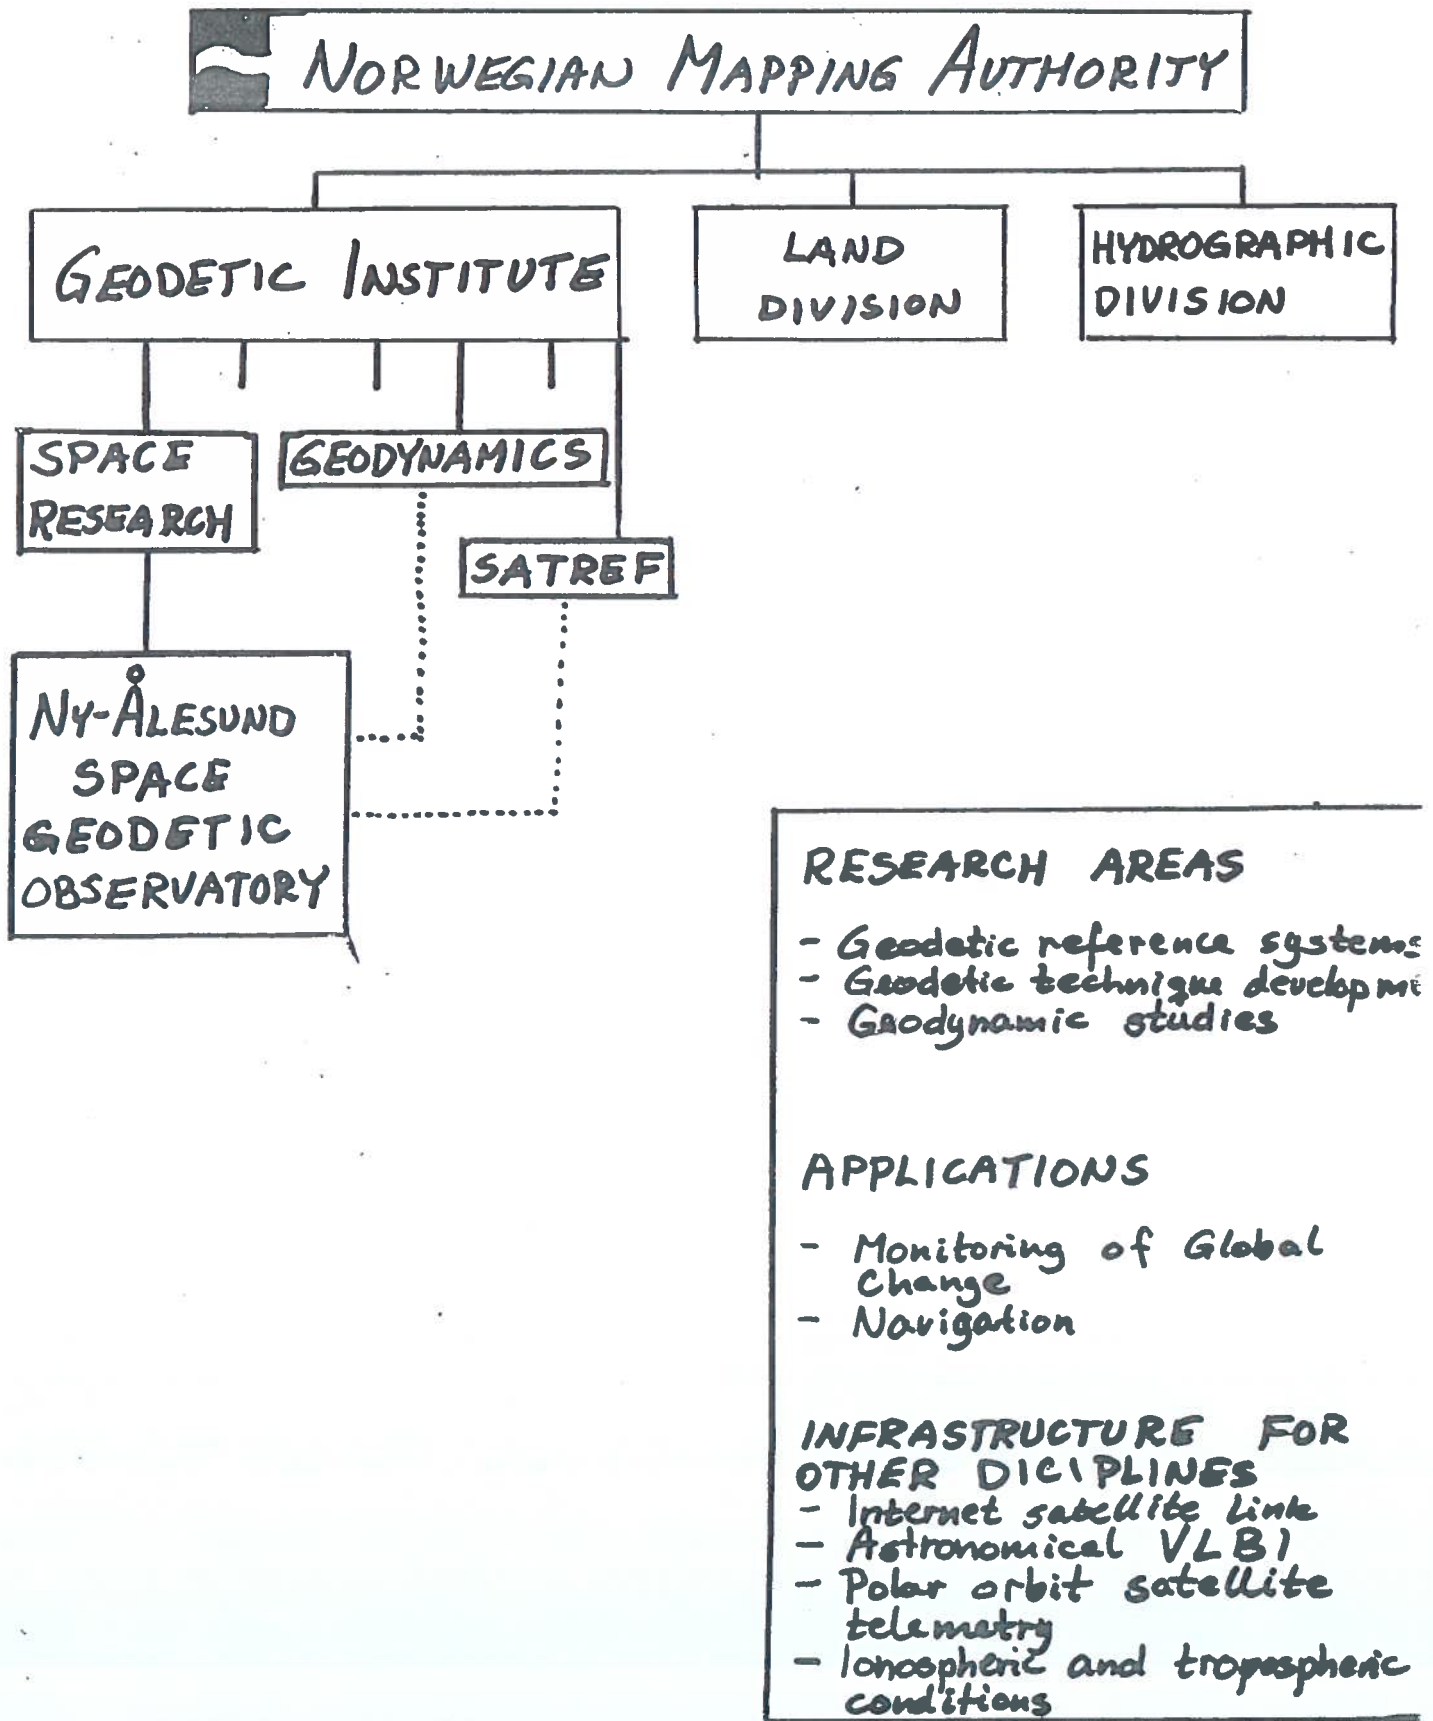 NORWEGIAN MAPPING AUTHORITY
GEODETIC INSTITUTE
LAND
DIVISION
HYDROGRAPHIC
DIVISION
SPACE
RESEARCH
GEODYNAMICS
SATREF
NY-ÅLESUND
SPACE
GEODETIC
OBSERVATORY
RESEARCH AREAS
- Geodetic reference systems
- Geodetic technique developme
- Geodynamic studies
APPLICATIONS
- Monitoring of Global
Change
- Navigation
INFRASTRUCTURE FOR
OTHER DICIPLINES
- Internet satellite link
- Astronomical VLBI
- Polar orbit satellite
telemetry
- Ionospheric and tropospheric
conditions